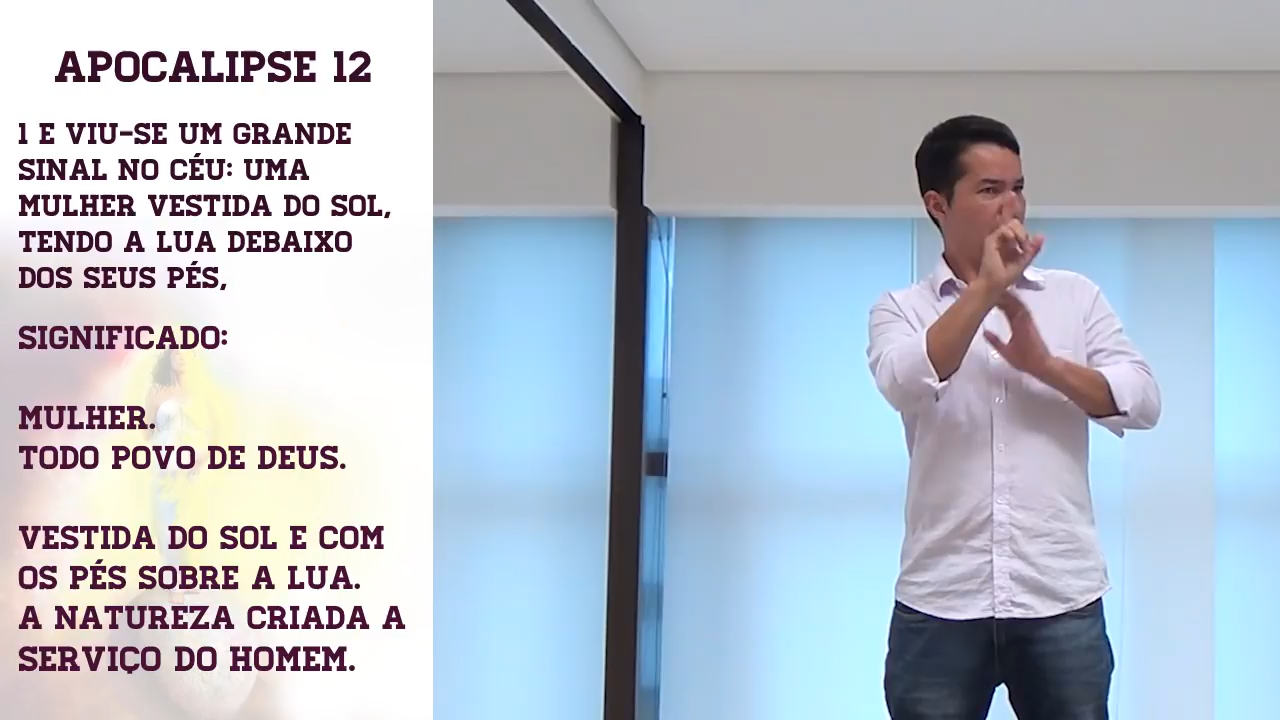 APOCALIPSE 12
1 E VIU-SE UM GRANDE
SINAL NO CÉU: UMA
MULHER VESTIDA DO SOL,
TENDO A LUA DEBAIXO
DOS SEUS PÉS,
SIGNIFICADO:
MULHER.
TODO POVO DE DEUS.
VESTIDA DO SOL E COM
OS PÉS SOBRE A LUA.
A NATUREZA CRIADA A
SERVIÇO DO HOMEM.